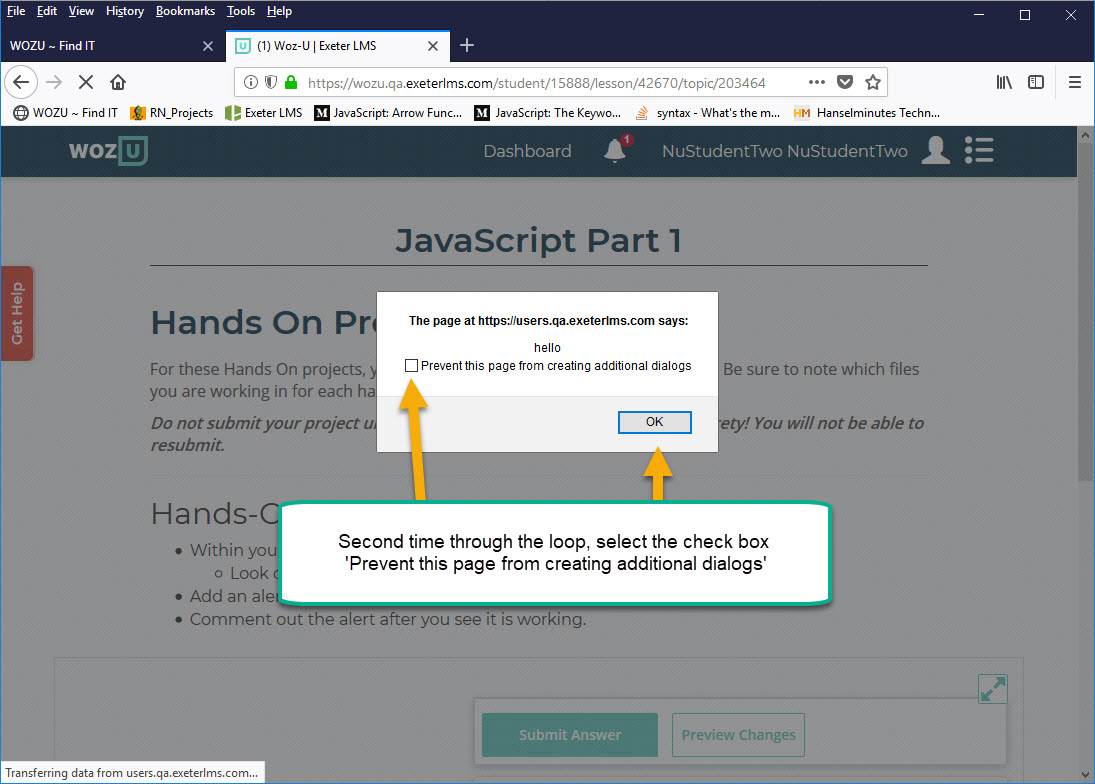 File Edit View History Bookmarks Tools Help
WOZU ~ Find IT
(1) Woz-U | Exeter LMS
https://wozu.qa.exeterlms.com/student/15888/lesson/42670/topic/203464
WOZU ~ Find IT RN_Projects Exeter LMS JavaScript: Arrow Func... JavaScript: The Keywo... syntax - What's the m... Hanselminutes Techn...
WOZ U Dashboard 1 NuStudentTwo NuStudentTwo
JavaScript Part 1
Get Help
Hands On Pr
The page at https://users.qa.exeterlms.com says:
hello
Prevent this page from creating additional dialogs
OK
For these Hands On projects, y Be sure to note which files
you are working in for each ha
Do not submit your project u rety! You will not be able to
resubmit.
Second time through the loop, select the check box
'Prevent this page from creating additional dialogs'
Hands-O
Within you
Look
Add an aler
Comment out the alert after you see it is working.
Submit Answer Preview Changes
Transferring data from users.qa.exeterlms.com...